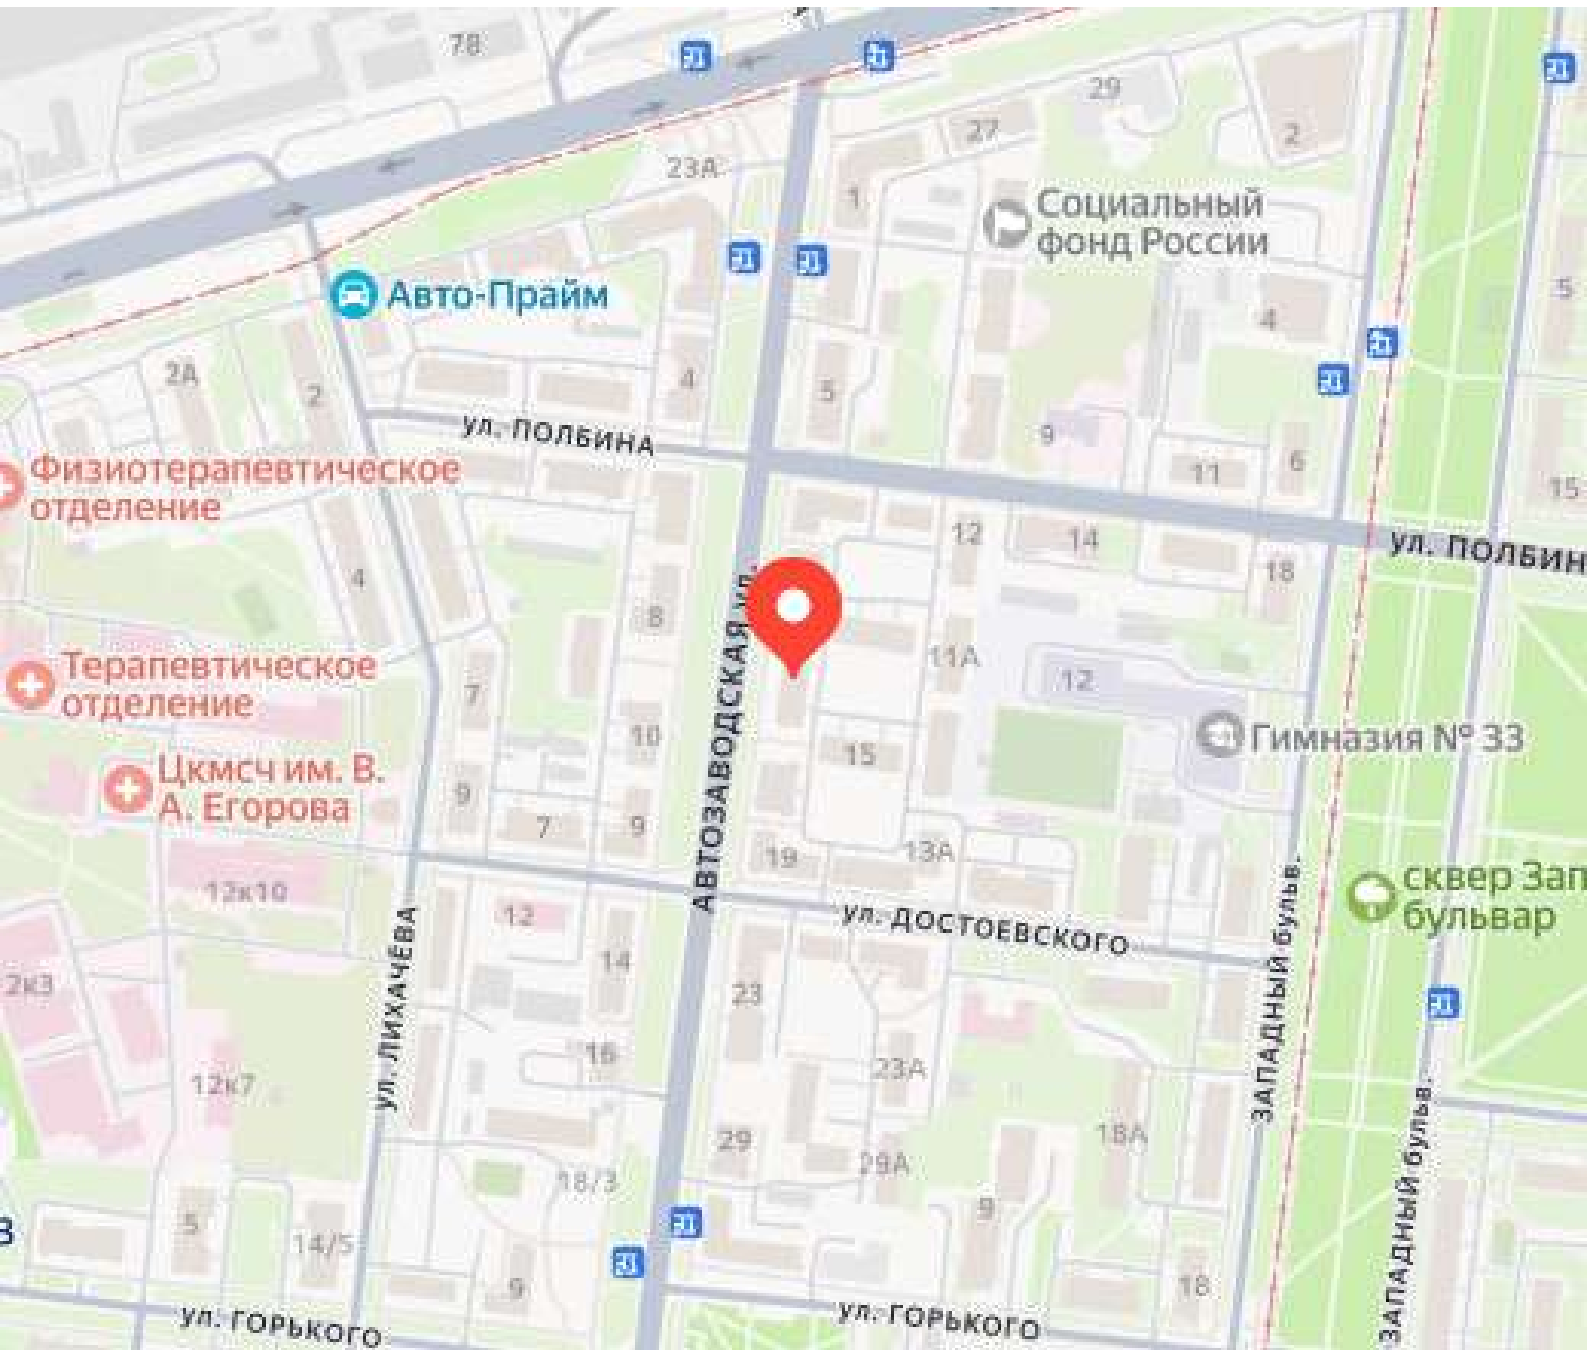 78
29
27
2
23А
1
Социальный
фонд России
Авто-Прайм
4
5
2А
2
4
5
ул. ПОЛБИНА
9
11
6
15
Физиотерапевтическое
отделение
12
14
18
ул. ПОЛБИН
4
8
11А
12
Терапевтическое
отделение
7
10
15
Гимназия № 33
Цкмсч им. В.
А. Егорова
9
7
9
19
13А
АВТОЗАВОДСКАЯ ул.
12к10
12
ул. ДОСТОЕВСКОГО
сквер Зап
бульвар
ЗАПАДНЫЙ бульв.
14
2к3
23
ул. ЛИХАЧЁВА
16
12к7
23А
29
18А
29А
18/3
9
5
14/5
В
9
18
ЗАПАДНЫЙ бульв.
ул. ГОРЬКОГО
ул. ГОРЬКОГО